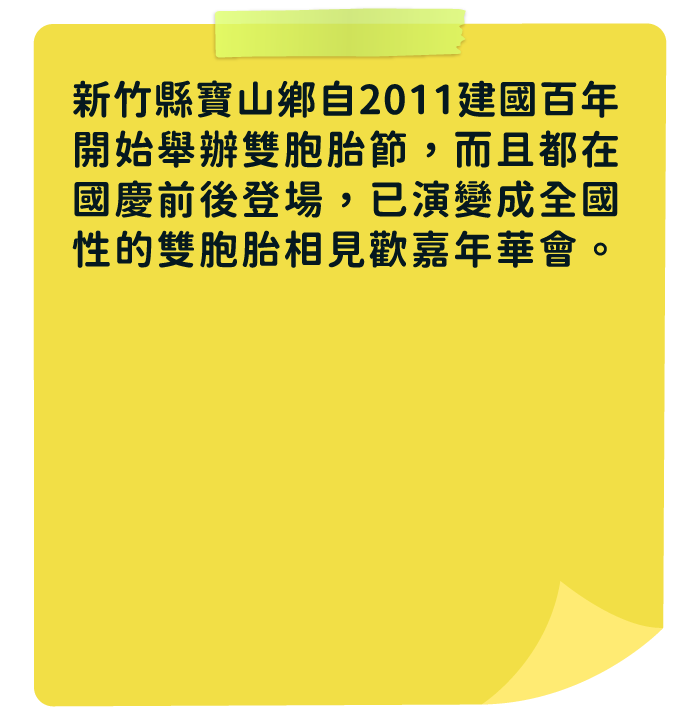 新竹縣寶山鄉自2011建國百年
開始舉辦雙胞胎節，而且都在
國慶前後登場，已演變成全國
性的雙胞胎相見歡嘉年華會。